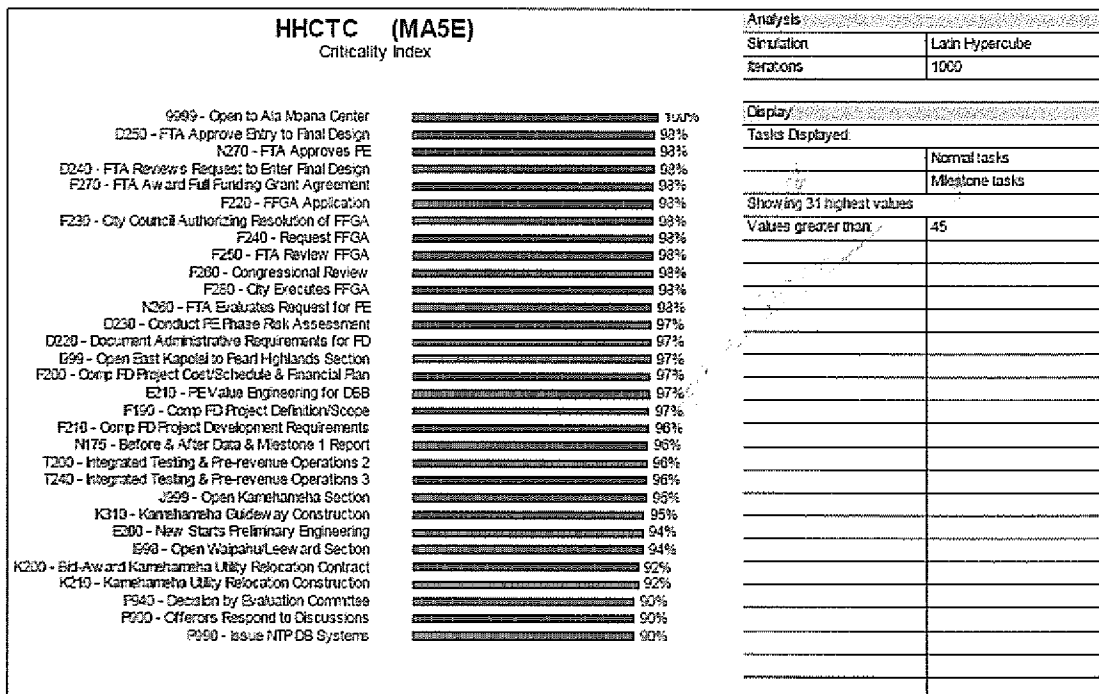 HHCTC (MA5E)
Criticality Index
9999 - Open to Ala Moana Center 100%
D250 - FTA Approve Entry to Final Design 98%
N270 - FTA Approves PE 98%
D240 - FTA Reviews Request to Enter Final Design 98%
F270 - FTA Award Full Funding Grant Agreement 98%
F220 - FFGA Application 98%
F230 - City Council Authorizing Resolution of FFGA 98%
F240 - Request FFGA 98%
F250 - FTA Review FFGA 98%
F260 - Congressional Review 98%
F280 - City Executes FFGA 98%
N260 - FTA Evaluates Request for PE 98%
D230 - Conduct PE Phase Risk Assessment 97%
D220 - Document Administrative Requirements for FD 97%
E99 - Open East Kapolei to Pearl Highlands Section 97%
F200 - Comp FD Project Cost/Schedule & Financial Plan 97%
E210 - PE Value Engineering for DBB 97%
F190 - Comp FD Project Definition/Scope 97%
F210 - Comp FD Project Development Requirements 96%
N175 - Before & After Data & Milestone 1 Report 96%
T200 - Integrated Testing & Pre-revenue Operations 2 96%
T240 - Integrated Testing & Pre-revenue Operations 3 96%
J999 - Open Kamehameha Section 95%
K310 - Kamehameha Guideway Construction 95%
E200 - New Starts Preliminary Engineering 94%
E998 - Open Waipahu/Leeward Section 94%
K200 - Bid-Award Kamehameha Utility Relocation Contract 92%
K210 - Kamehameha Utility Relocation Construction 92%
P940 - Decision by Evaluation Committee 90%
P900 - Offerors Respond to Discussions 90%
P990 - Issue NTP DB Systems 90%
Analysis
Simulation Latin Hypercube
Iterations 1000
Display
Tasks Displayed:
Normal tasks
Milestone tasks
Showing 31 highest values
Values greater than: 45